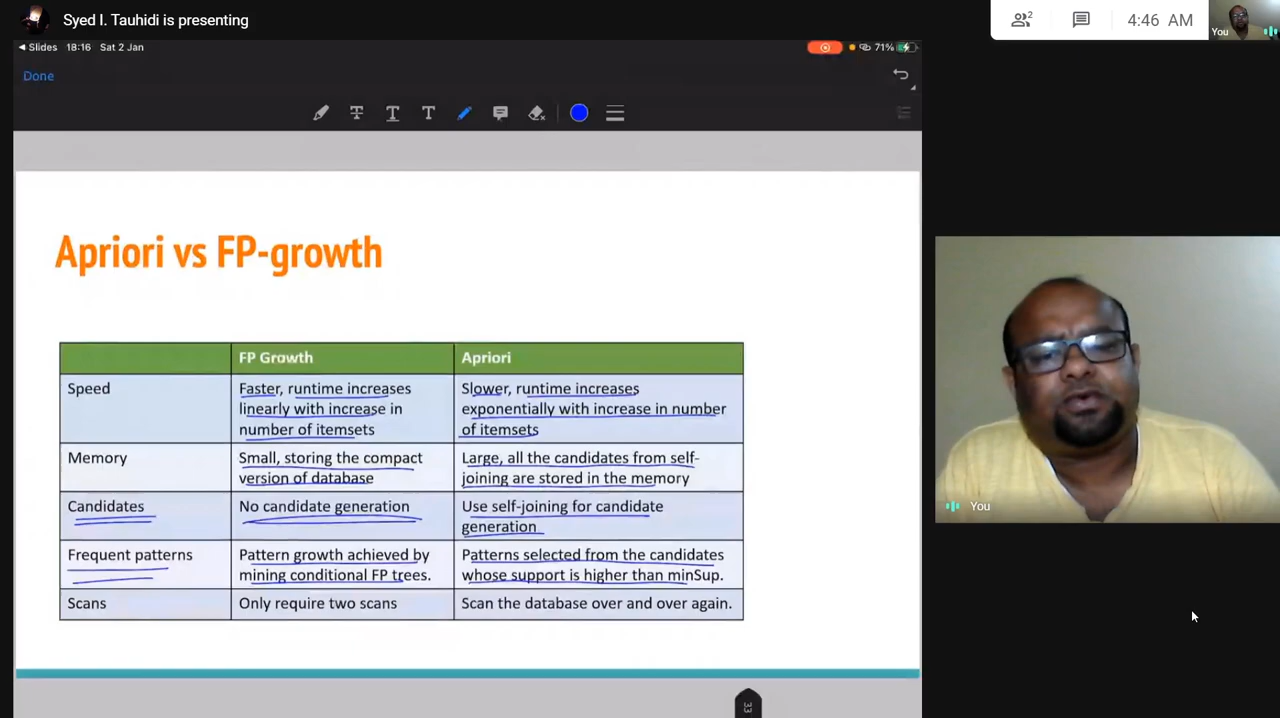 Syed I. Tauhidi is presenting
2
4:46 AM
You
Slides 18:16 Sat 2 Jan
71%
Done
T T T
Apriori vs FP-growth
FP Growth Apriori
Speed
Faster, runtime increases
linearly with increase in
number of itemsets
Slower, runtime increases
exponentially with increase in number
of itemsets
Memory
Small, storing the compact
version of database
Large, all the candidates from self-
joining are stored in the memory
Candidates
No candidate generation
Use self-joining for candidate
generation
Frequent patterns
Pattern growth achieved by
mining conditional FP trees.
Patterns selected from the candidates
whose support is higher than minSup.
Scans
Only require two scans
Scan the database over and over again.
33
You